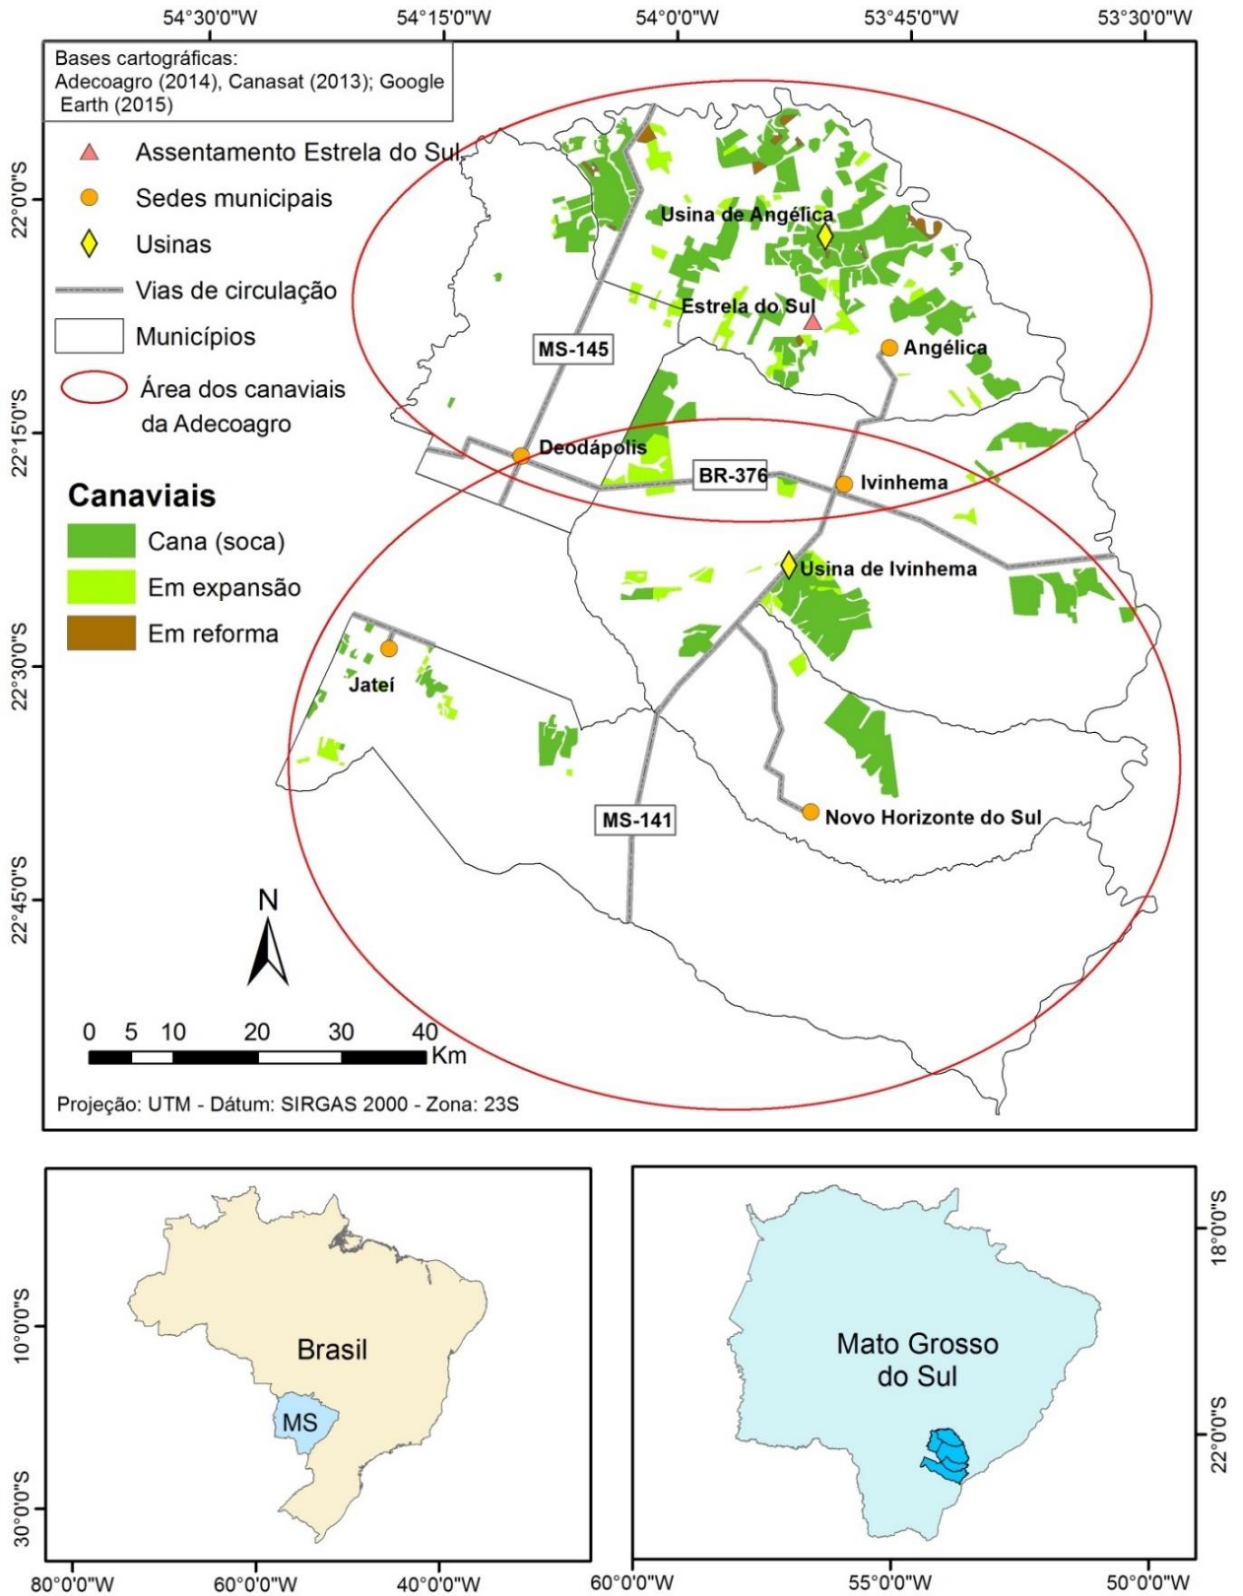 54°30'0"W 54°15'0"W 54°0'0"W 53°45'0"W 53°30'0"W
Bases cartográficas:
Adecoagro (2014), Canasat (2013); Google
Earth (2015)
Assentamento Estrela do Sul
Sedes municipais
Usinas
Vias de circulação
Municípios
Área dos canaviais
da Adecoagro
Canaviais
Cana (soca)
Em expansão
Em reforma
22°0'0"S
22°15'0"S
22°30'0"S
22°45'0"S
Usina de Angélica
Estrela do Sul
MS-145
Angélica
Deodápolis
BR-376
Ivinhema
Usina de Ivinhema
Jateí
MS-141
Novo Horizonte do Sul
N
0 5 10 20 30 40
Km
Projeção: UTM - Dátum: SIRGAS 2000 - Zona: 23S
Brasil
MS
10°0'0"S
30°0'0"S
80°0'0"W 60°0'0"W 40°0'0"W
Mato Grosso
do Sul
18°0'0"S
22°0'0"S
60°0'0"W 55°0'0"W 50°0'0"W